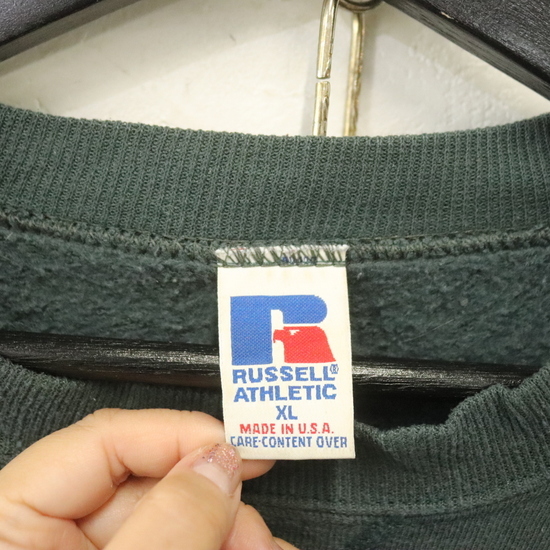 RUSSELL®
ATHLETIC
XL
MADE IN U.S.A.
CARE-CONTENT OVER